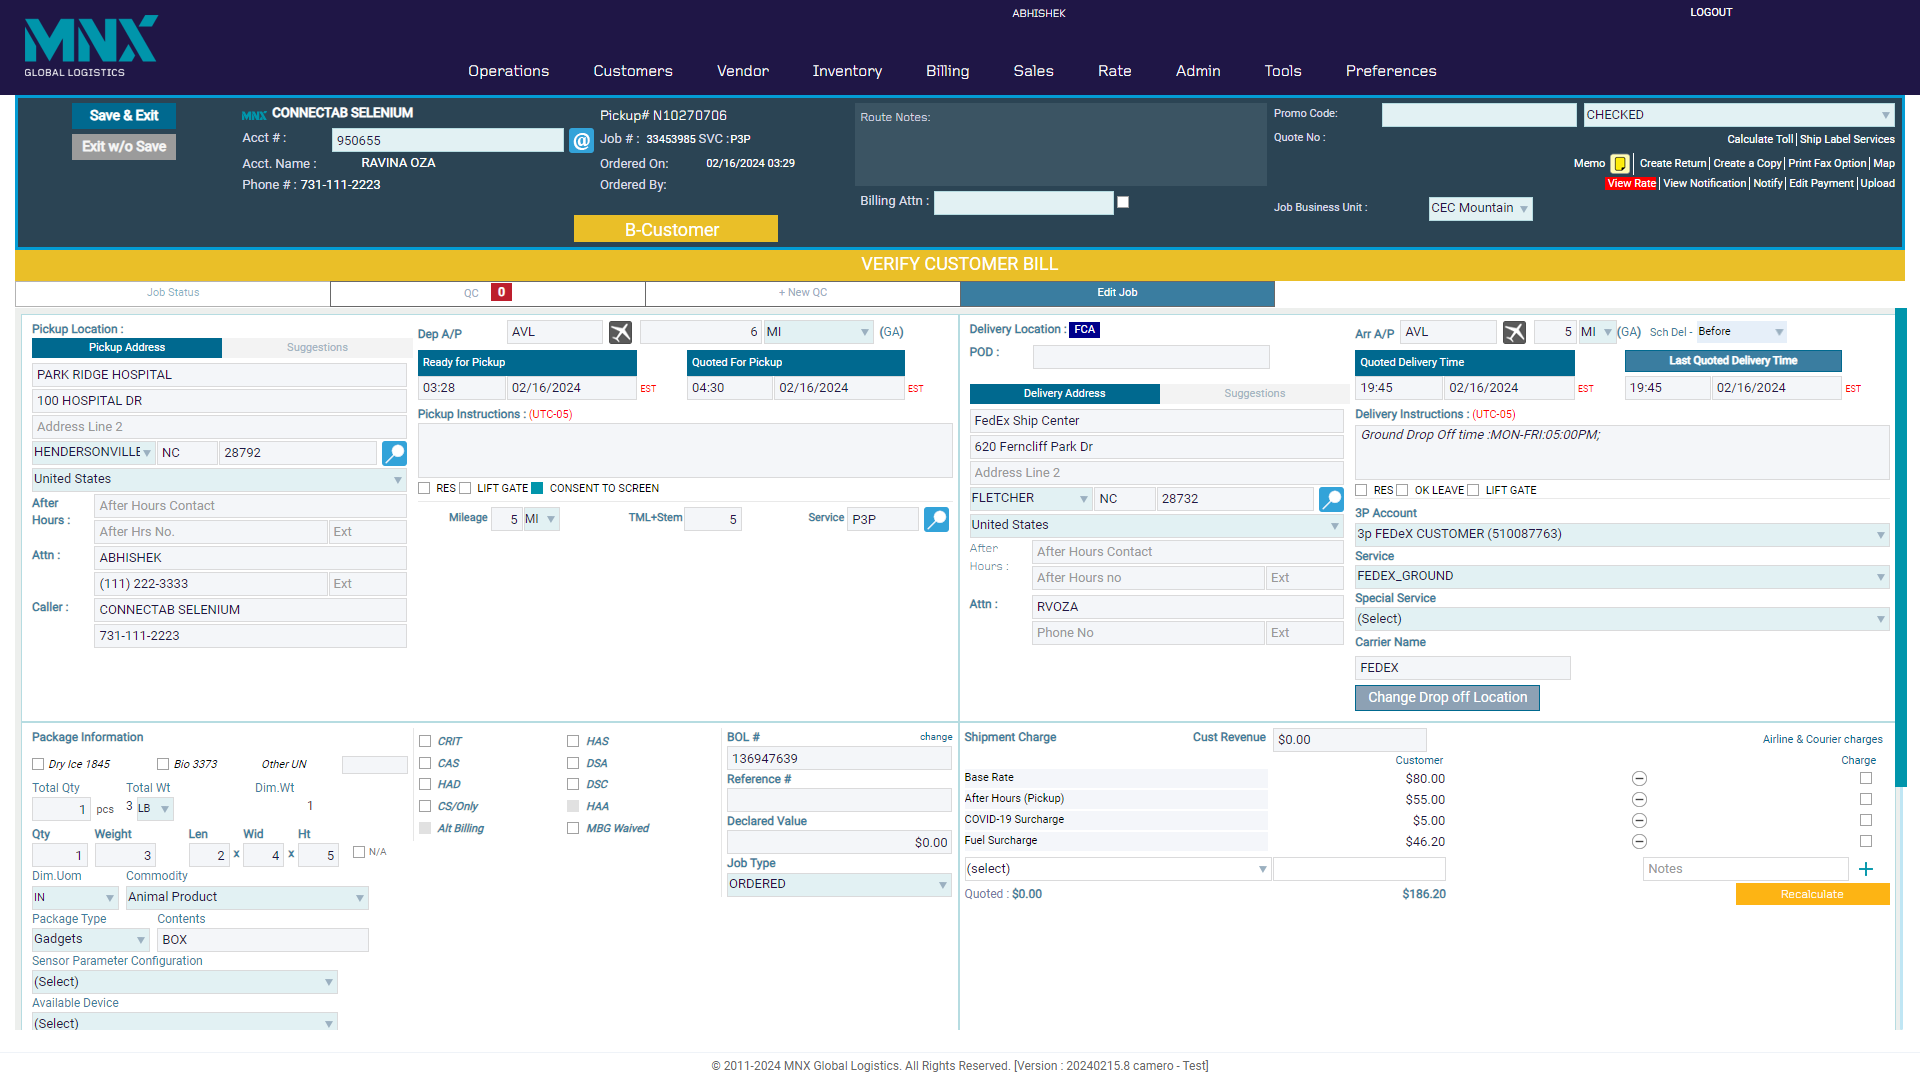 ABHISHEK
LOGOUT
MNX
GLOBAL LOGISTICS
Operations Customers Vendor Inventory Billing Sales Rate Admin Tools Preferences
Save & Exit
Exit w/o Save
MNX CONNECTAB SELENIUM
Acct # : 950655 @
Acct. Name : RAVINA OZA
Phone # : 731-111-2223
Pickup# N10270706
Job # : 33453985 SVC :P3P
Ordered On: 02/16/2024 03:29
Ordered By:
B-Customer
Route Notes:
Billing Attn :
Promo Code: CHECKED
Quote No :
Calculate Toll Ship Label Services
Memo Create Return Create a Copy Print Fax Option Map
View Rate View Notification Notify Edit Payment Upload
Job Business Unit : CEC Mountain
VERIFY CUSTOMER BILL
Job Status QC 0 + New QC Edit Job
Pickup Location :
Pickup Address Suggestions
PARK RIDGE HOSPITAL
100 HOSPITAL DR
Address Line 2
HENDERSONVILLE NC 28792
United States
After Hours : After Hours Contact
After Hrs No. Ext
Attn : ABHISHEK
(111) 222-3333 Ext
Caller : CONNECTAB SELENIUM
731-111-2223
Dep A/P AVL 6 MI (GA)
Ready for Pickup Quoted For Pickup
03:28 02/16/2024 EST 04:30 02/16/2024 EST
Pickup Instructions : (UTC-05)
RES LIFT GATE CONSENT TO SCREEN
Mileage 5 MI TML+Stem 5 Service P3P
Delivery Location : FCA
POD :
Delivery Address Suggestions
FedEx Ship Center
620 Ferncliff Park Dr
Address Line 2
FLETCHER NC 28732
United States
After Hours : After Hours Contact
After Hours no Ext
Attn : RVOZA
Phone No Ext
Arr A/P AVL 5 MI (GA) Sch Del - Before
Quoted Delivery Time Last Quoted Delivery Time
19:45 02/16/2024 EST 19:45 02/16/2024 EST
Delivery Instructions : (UTC-05)
Ground Drop Off time :MON-FRI:05:00PM;
RES OK LEAVE LIFT GATE
3P Account
3p FEDeX CUSTOMER (510087763)
Service
FEDEX_GROUND
Special Service
(Select)
Carrier Name
FEDEX
Change Drop off Location
Package Information
Dry Ice 1845 Bio 3373 Other UN
Total Qty Total Wt Dim.Wt
1 pcs 3 LB 1
Qty Weight Len Wid Ht
1 3 2 x 4 x 5 N/A
Dim.Uom Commodity
IN Animal Product
Package Type Contents
Gadgets BOX
Sensor Parameter Configuration
(Select)
Available Device
(Select)
CRIT HAS
CAS DSA
HAD DSC
CS/Only HAA
Alt Billing MBG Waived
BOL # change
136947639
Reference #
Declared Value
$0.00
Job Type
ORDERED
Shipment Charge Cust Revenue $0.00 Airline & Courier charges
Customer Charge
Base Rate $80.00
After Hours (Pickup) $55.00
COVID-19 Surcharge $5.00
Fuel Surcharge $46.20
(select) Notes
Quoted : $0.00 $186.20 Recalculate
© 2011-2024 MNX Global Logistics. All Rights Reserved. [Version : 20240215.8 camero - Test]